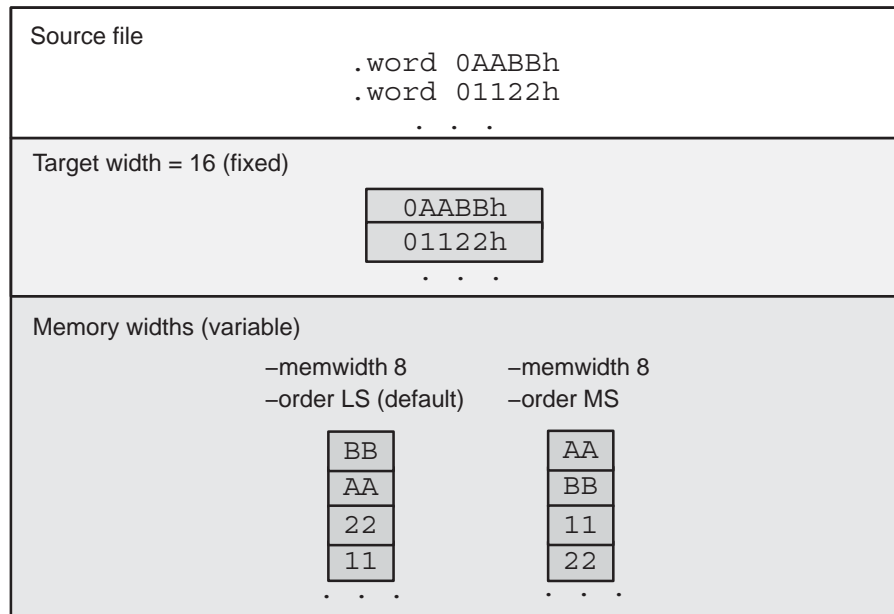 Source file
.word 0AABBh
.word 01122h
. . .
Target width = 16 (fixed)
0AABBh
01122h
. . .
Memory widths (variable)
–memwidth 8
–order LS (default)
BB
AA
22
11
. . .
–memwidth 8
–order MS
AA
BB
11
22
. . .